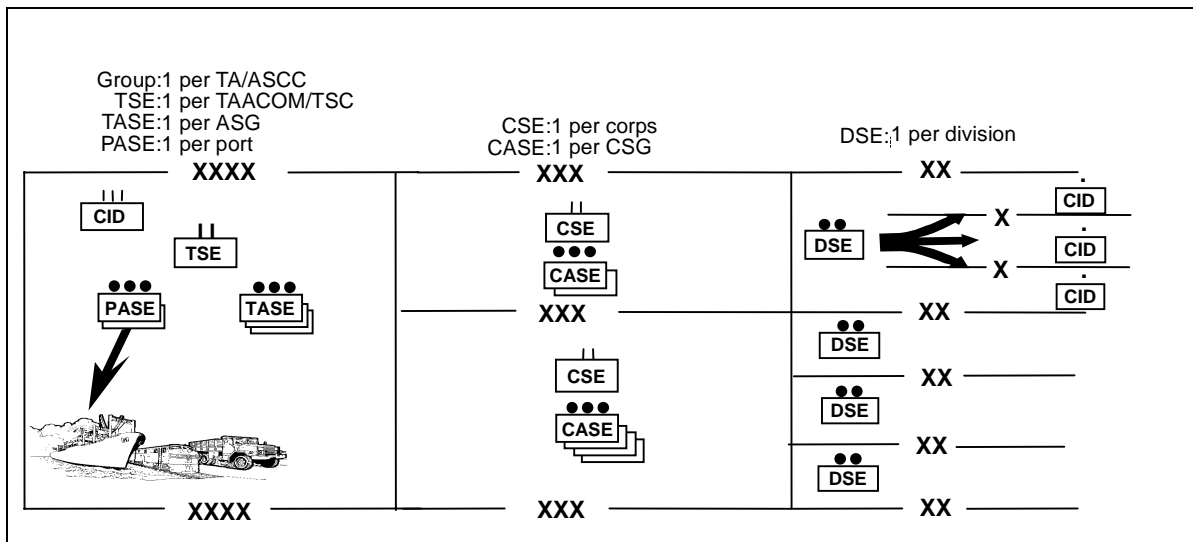 Group:1 per TA/ASCC
TSE:1 per TAACOM/TSC
TASE:1 per ASG
PASE:1 per port
CSE:1 per corps
CASE:1 per CSG
DSE:1 per division
XXXX
XXX
XX
CID
TSE
PASE
TASE
CSE
CASE
DSE
CID
X
CID
X
CID
XXX
XX
DSE
CSE
XX
DSE
CASE
XX
DSE
XXXX
XXX
XX